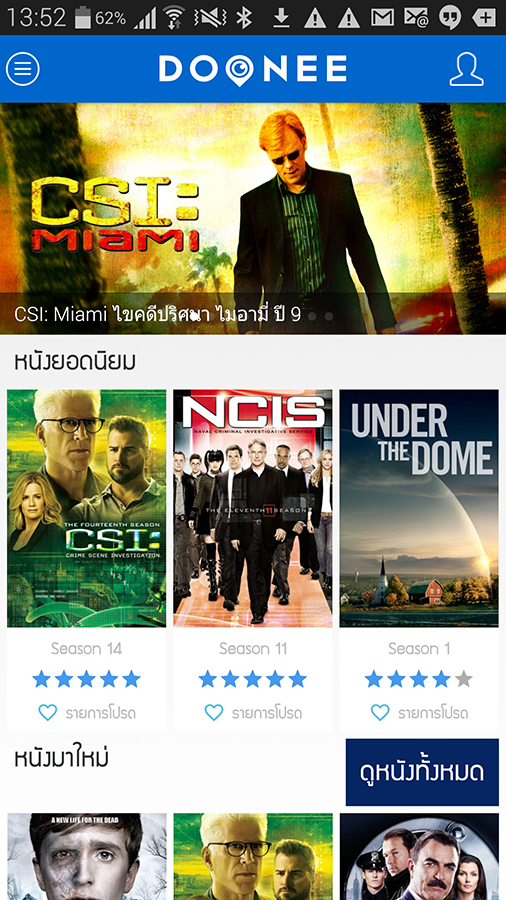 13:52
62%
DOONEE
CSI:
MIAMI
CSI: Miami ไขคดีปริศนา ไมอามี่ ปี 9
หนังยอดนิยม
THE FOURTEENTH SEASON
CSI:
CRIME SCENE INVESTIGATION
NCIS
NAVAL CRIMINAL INVESTIGATIVE SERVICE
THE ELEVENTH 11 SEASON
UNDER
THE DOME
Season 14
Season 11
Season 1
รายการโปรด
รายการโปรด
รายการโปรด
หนังมาใหม่
ดูหนังทั้งหมด
A NEW LIFE FOR THE DEAD